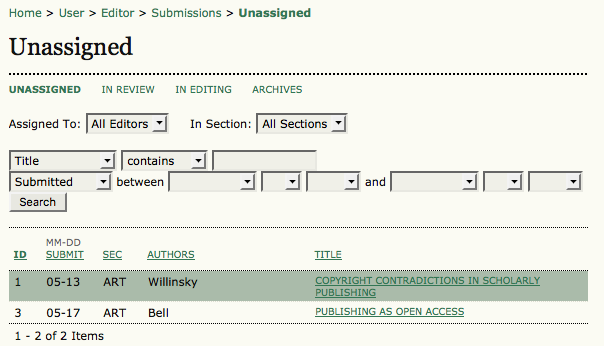 Home > User > Editor > Submissions > Unassigned
Unassigned
UNASSIGNED IN REVIEW IN EDITING ARCHIVES
Assigned To: All Editors In Section: All Sections
Title contains
Submitted between and
Search
MM-DD
ID SUBMIT SEC AUTHORS TITLE
1 05-13 ART Willinsky COPYRIGHT CONTRADICTIONS IN SCHOLARLY
PUBLISHING
3 05-17 ART Bell PUBLISHING AS OPEN ACCESS
1 - 2 of 2 Items